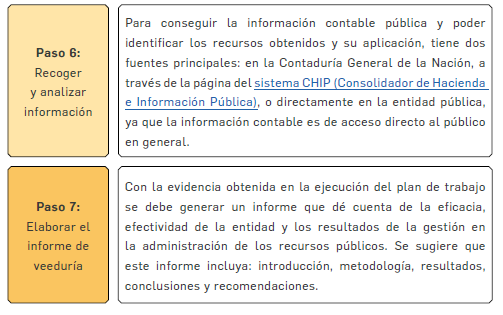 Paso 6:
Recoger
y analizar
información
Para conseguir la información contable pública y poder
identificar los recursos obtenidos y su aplicación, tiene dos
fuentes principales: en la Contaduría General de la Nación, a
través de la página del sistema CHIP (Consolidador de Hacienda
e Información Pública), o directamente en la entidad pública,
ya que la información contable es de acceso directo al público
en general.
Paso 7:
Elaborar el
informe de
veeduría
Con la evidencia obtenida en la ejecución del plan de trabajo
se debe generar un informe que dé cuenta de la eficacia,
efectividad de la entidad y los resultados de la gestión en
la administración de los recursos públicos. Se sugiere que
este informe incluya: introducción, metodología, resultados,
conclusiones y recomendaciones.